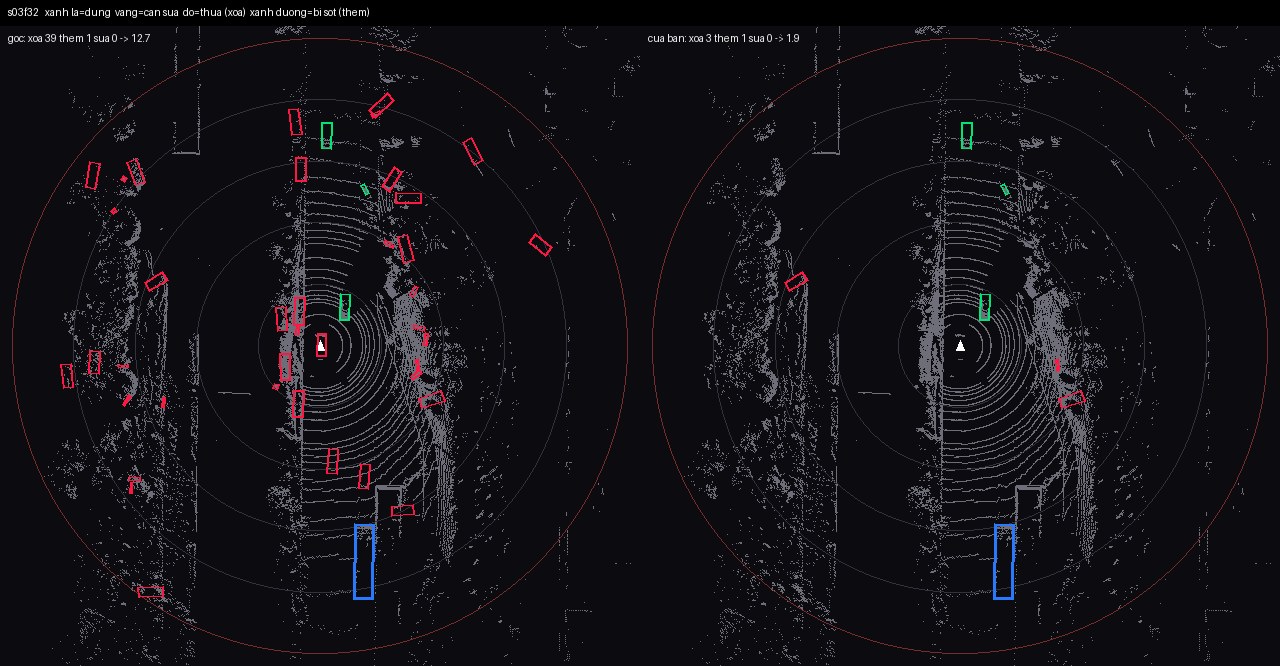 s03f32 xanh la=dung vang=can sua do=thua (xoa) xanh duong=bi sot (them)
goc: xoa 39 them 1 sua 0 -> 12.7
cua ban: xoa 3 them 1 sua 0 -> 1.9